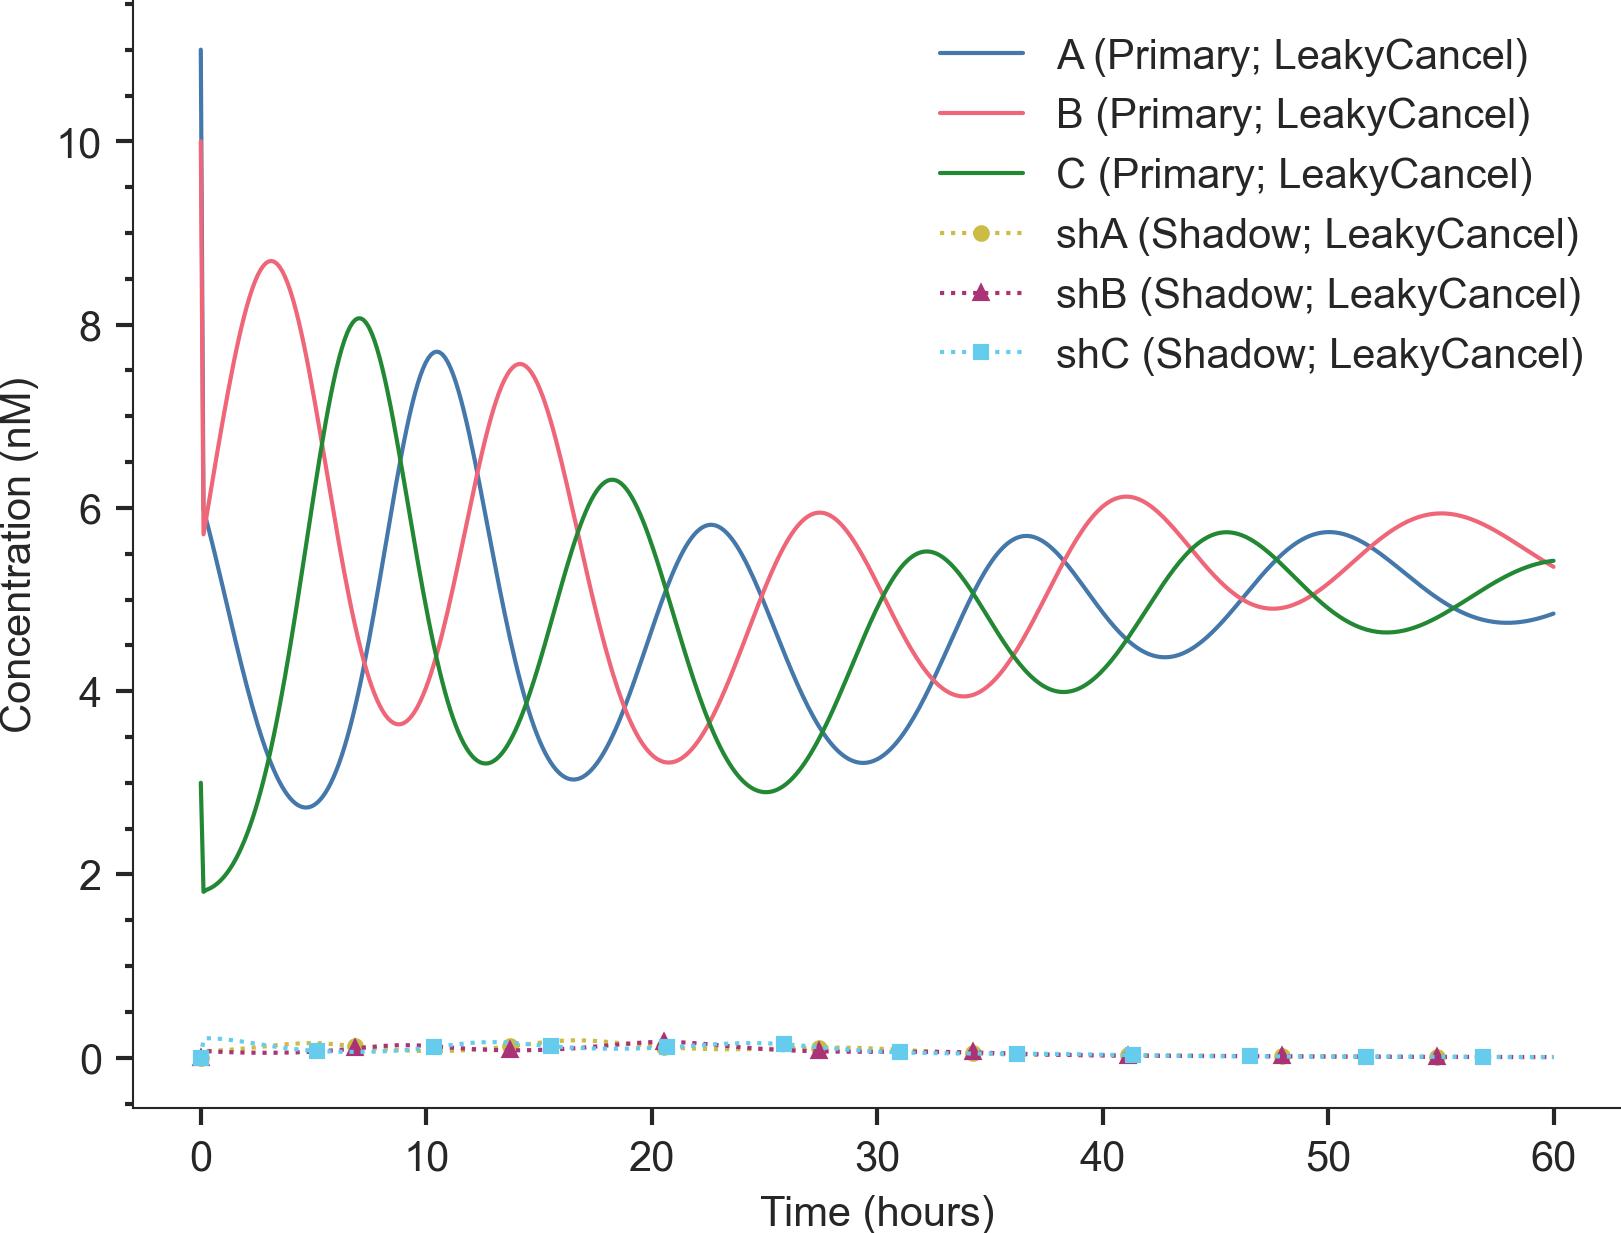 A (Primary; LeakyCancel)
B (Primary; LeakyCancel)
C (Primary; LeakyCancel)
shA (Shadow; LeakyCancel)
shB (Shadow; LeakyCancel)
shC (Shadow; LeakyCancel)
10
8
6
4
2
0
Concentration (nM)
0 10 20 30 40 50 60
Time (hours)